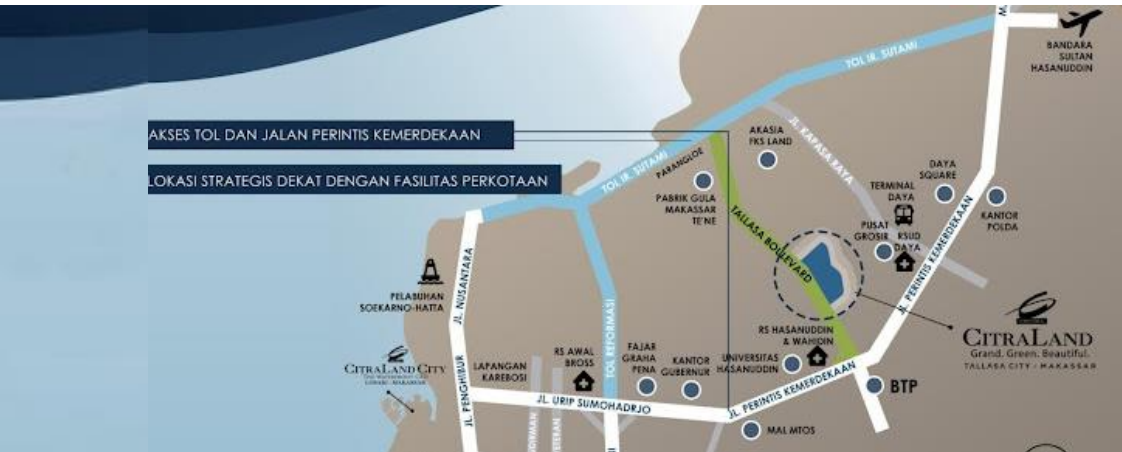 AKSES TOL DAN JALAN PERINTIS KEMERDEKAAN
LOKASI STRATEGIS DEKAT DENGAN FASILITAS PERKOTAAN
TOL IR. SUTAMI
BANDARA
SULTAN
HASANUDDIN
AKASIA
FKS LAND
JL. KAPASA RAYA
TOL IR. SUTAMI
PARANGLOE
PABRIK GULA
MAKASSAR
TE'NE
TALLASA BOULEVARD
DAYA
SQUARE
TERMINAL
DAYA
KANTOR
POLDA
PUSAT
GROSIR
RSUD
DAYA
JL. PERINTIS KEMERDEKAAN
JL. NUSANTARA
PELABUHAN
SOEKARNO-HATTA
TOL REFORMASI
CITRALAND
Grand. Green. Beautiful.
TALLASA CITY - MAKASSAR
CITRALAND CITY
LOSARI - MAKASSAR
JL. PENGHIBUR
LAPANGAN
KAREBOSI
RS AWAL
BROSS
FAJAR
GRAHA
PENA
KANTOR
GUBERNUR
UNIVERSITAS
HASANUDDIN
RS HASANUDDIN
& WAHIDIN
JL. URIP SUMOHADRJO
JL. PERINTIS KEMERDEKAAN
BTP
MAL MTOS